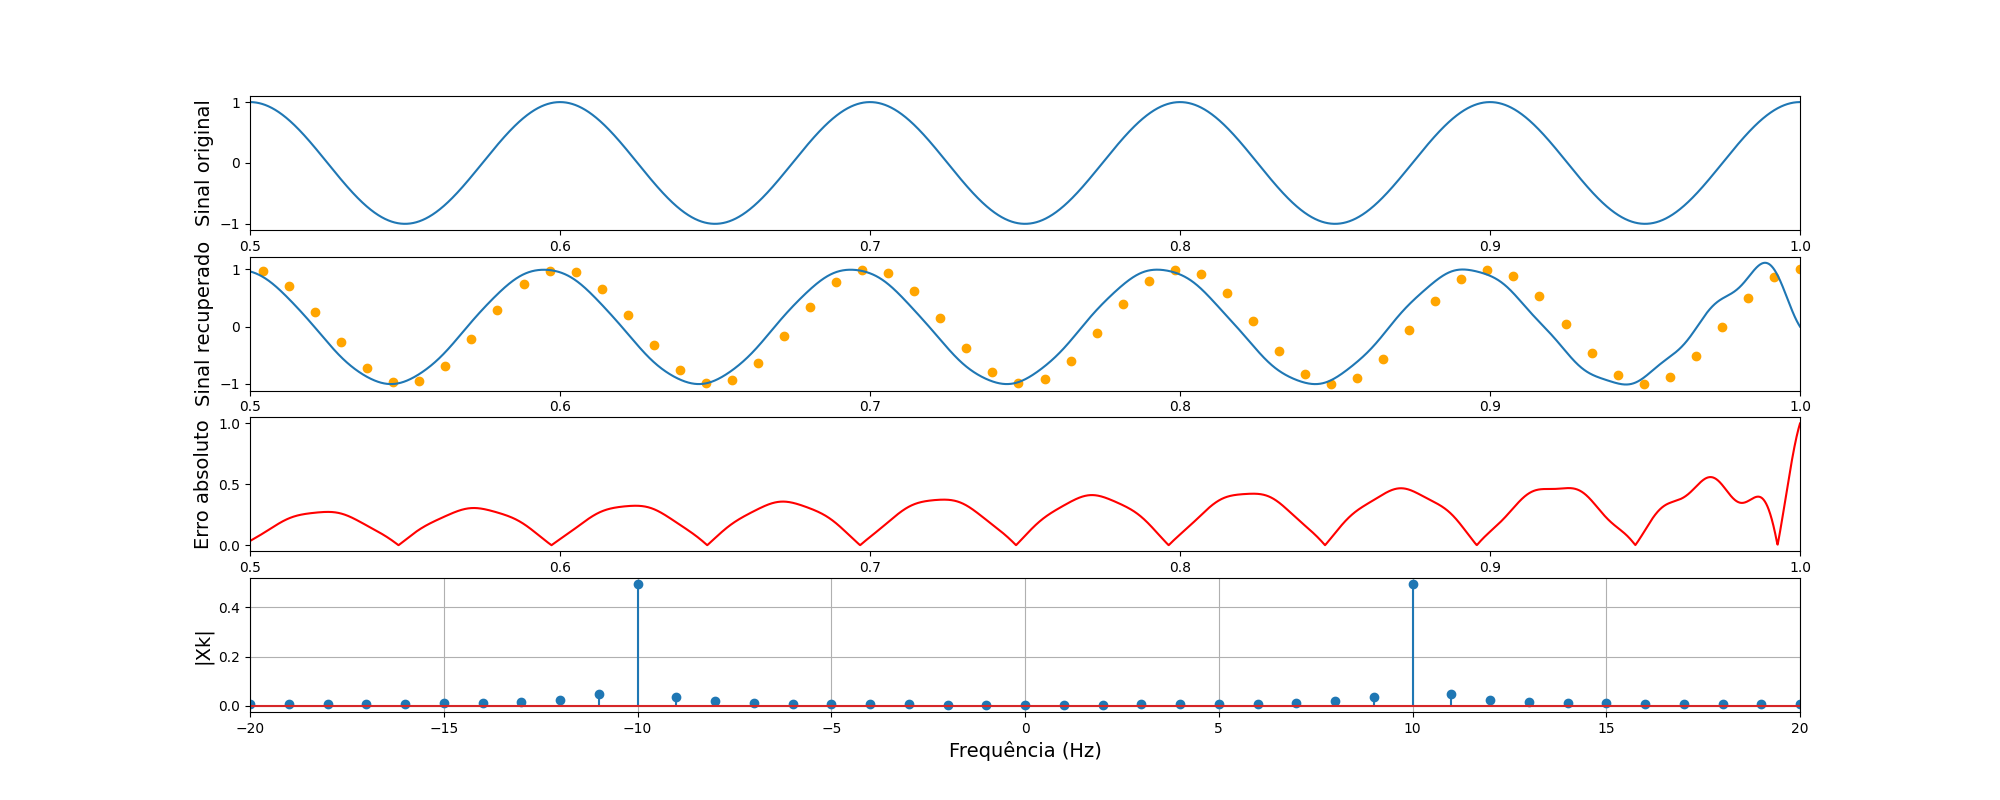 Sinal original
1
0
−1
0.5 0.6 0.7 0.8 0.9 1.0
Sinal recuperado
1
0
−1
0.5 0.6 0.7 0.8 0.9 1.0
Erro absoluto
1.0
0.5
0.0
0.5 0.6 0.7 0.8 0.9 1.0
|Xk|
0.4
0.2
0.0
−20 −15 −10 −5 0 5 10 15 20
Frequência (Hz)